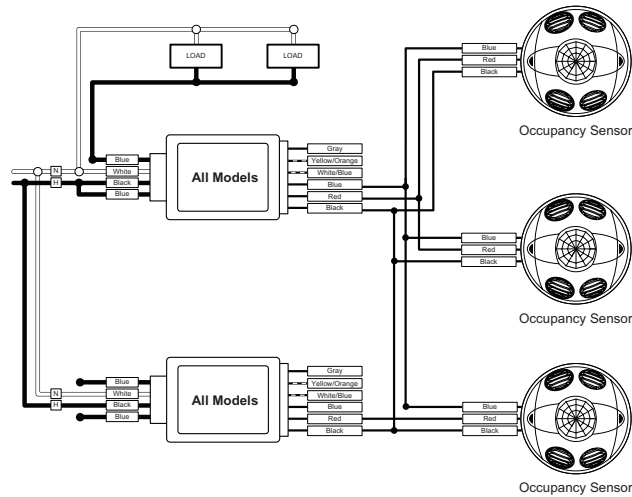 LOAD
LOAD
Blue
Red
Black
Occupancy Sensor
N
H
Blue
White
Black
Blue
All Models
Gray
Yellow/Orange
White/Blue
Blue
Red
Black
Blue
Red
Black
Occupancy Sensor
N
H
Blue
White
Black
Blue
All Models
Gray
Yellow/Orange
White/Blue
Blue
Red
Black
Blue
Red
Black
Occupancy Sensor